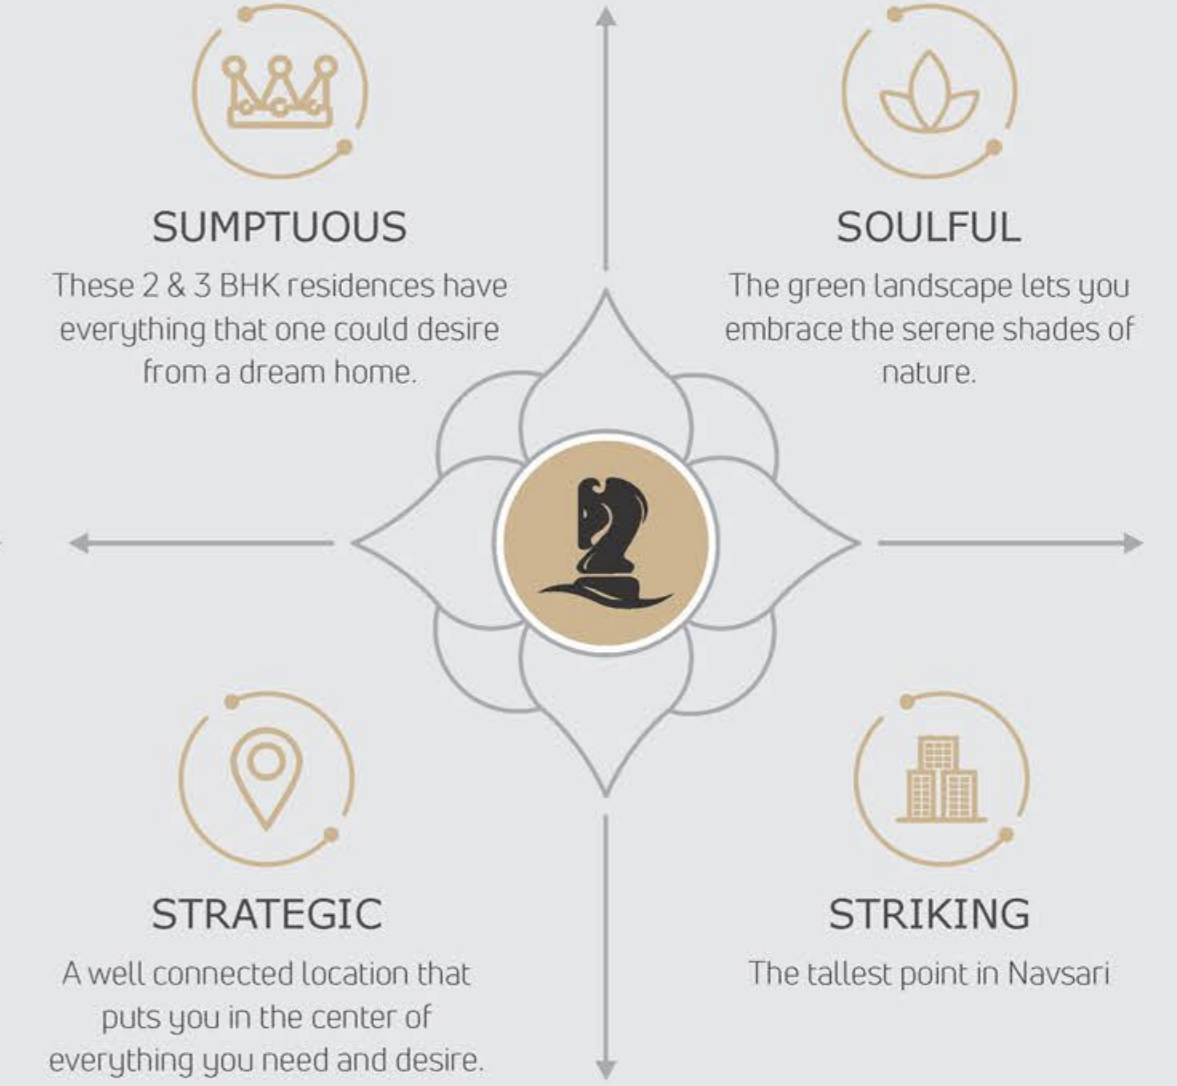 SUMPTUOUS
These 2 & 3 BHK residences have
everything that one could desire
from a dream home.
SOULFUL
The green landscape lets you
embrace the serene shades of
nature.
STRATEGIC
A well connected location that
puts you in the center of
everything you need and desire.
STRIKING
The tallest point in Navsari